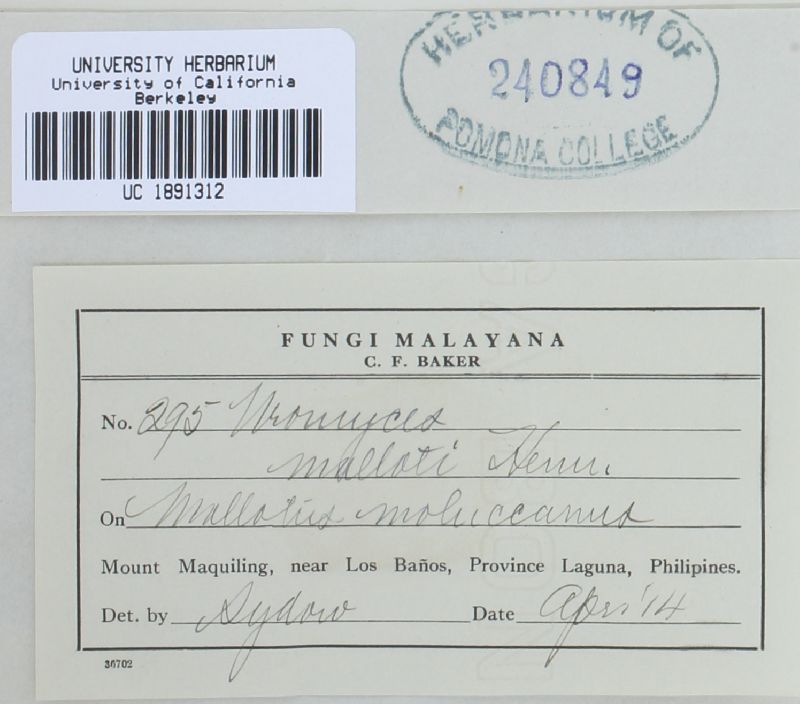 UNIVERSITY HERBARIUM
University of California
Berkeley
UC 1891312
HERBARIUM OF
240849
POMONA COLLEGE
FUNGI MALAYANA
C. F. BAKER
No. 295 Uromyces
malloti Henn.
On Mallotus moluccanus
Mount Maquiling, near Los Baños, Province Laguna, Philipines.
Det. by Sydow Date Apr. '14
36702